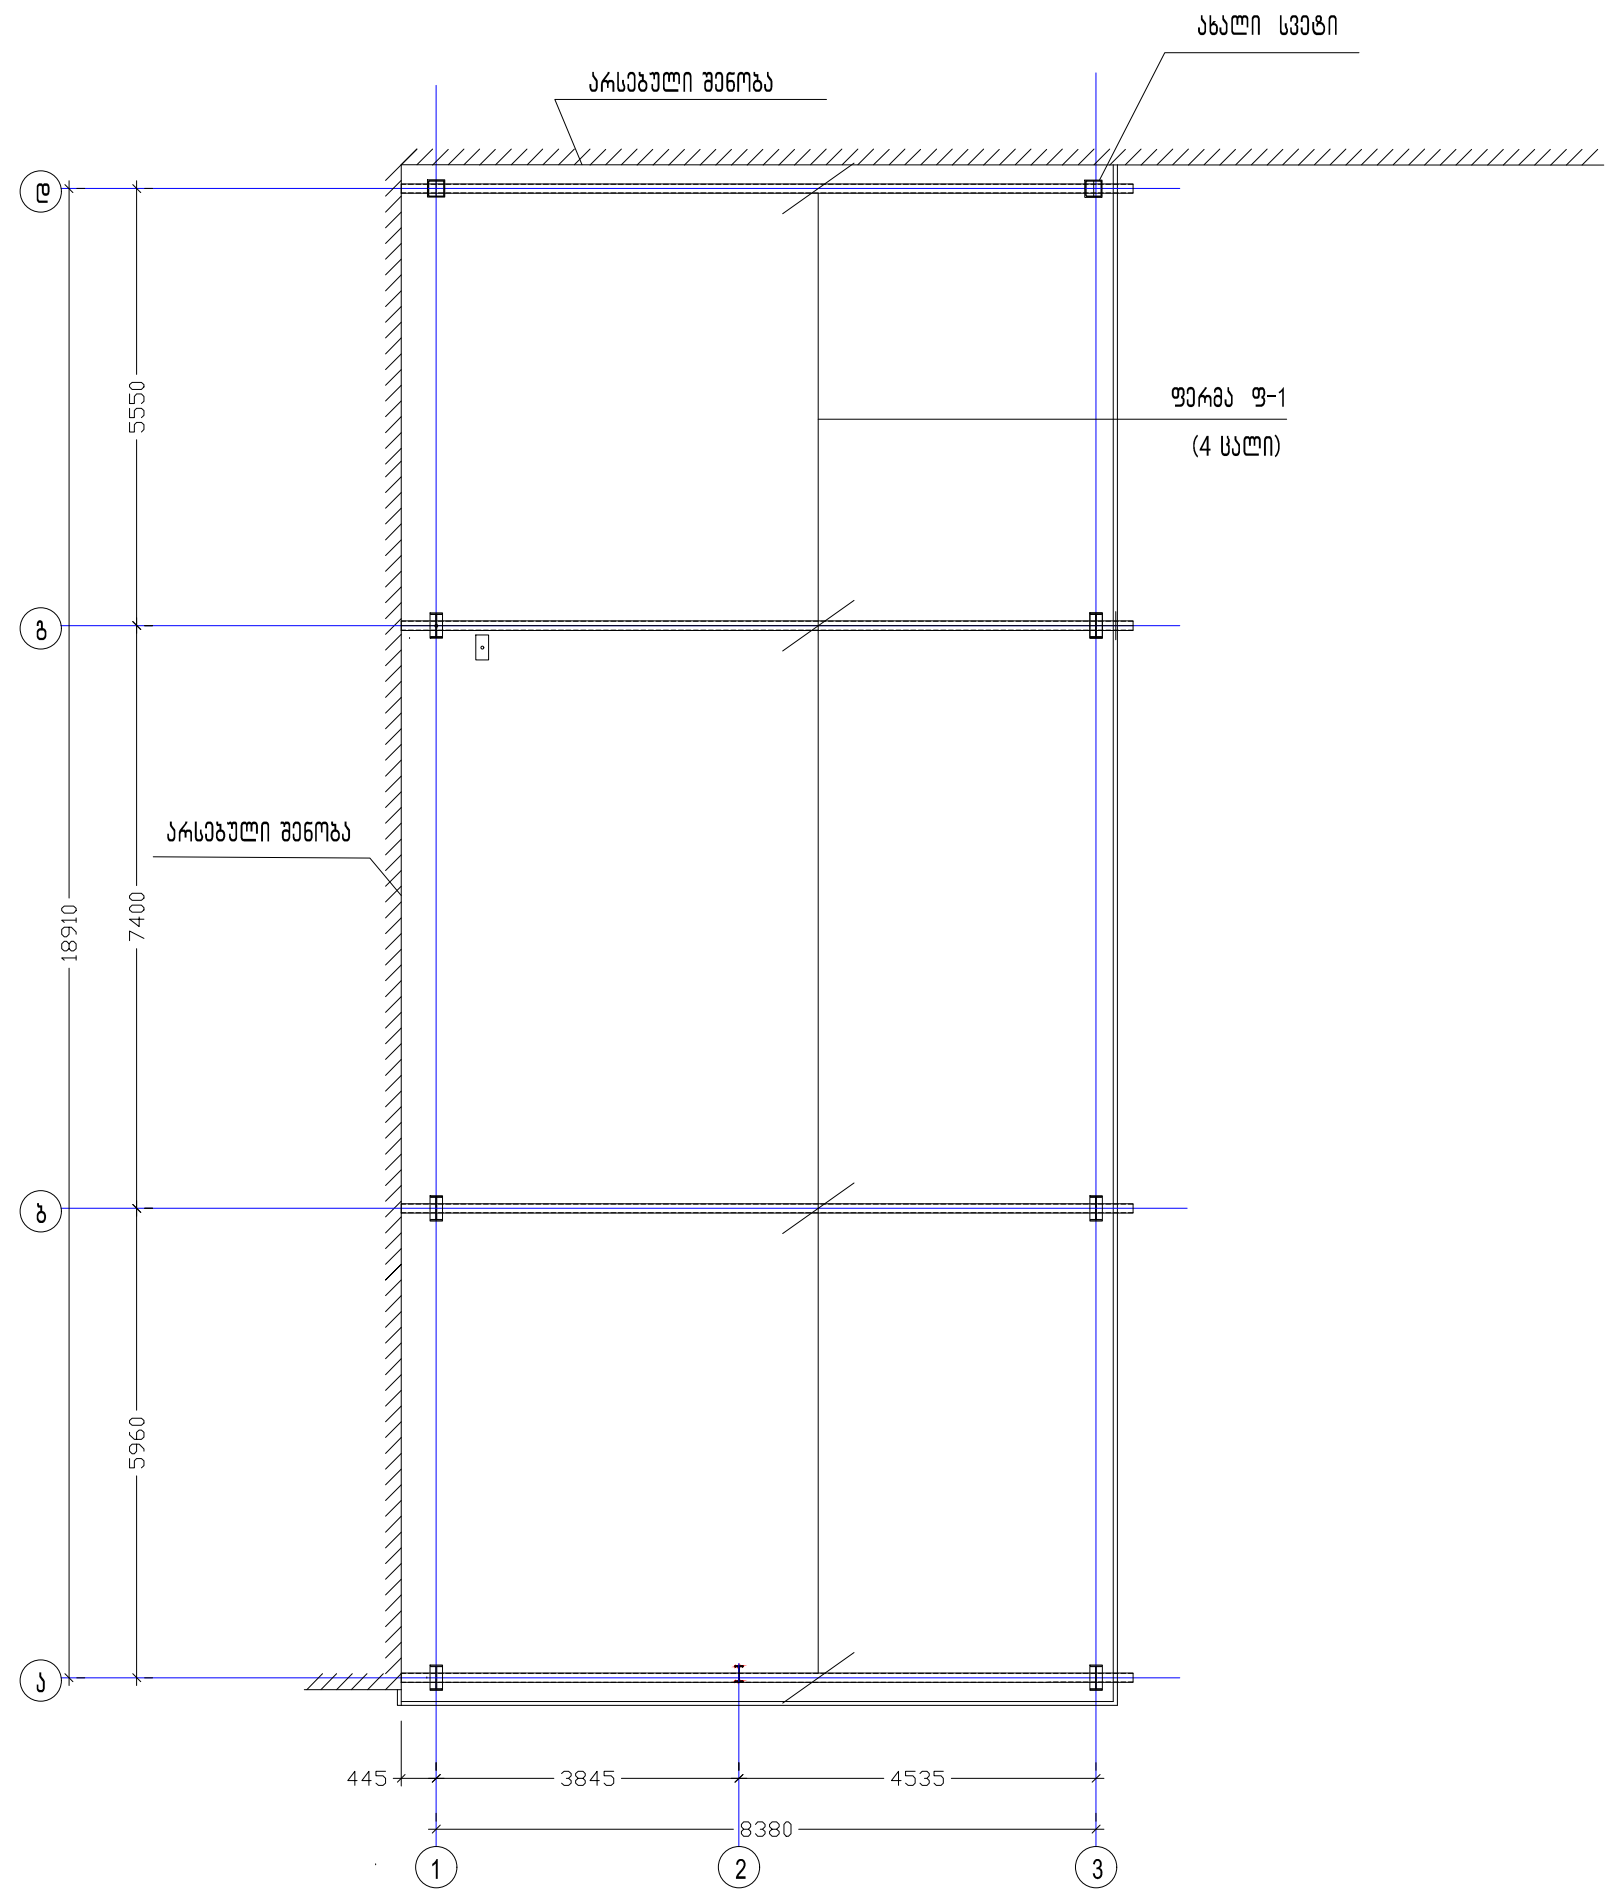 ახალი სვეტი
არსებული შენობა
დ
5550
ფერმა ფ-1
(4 ცალი)
გ
არსებული შენობა
7400
18910
ბ
5960
ა
445
3845
4535
8380
1
2
3